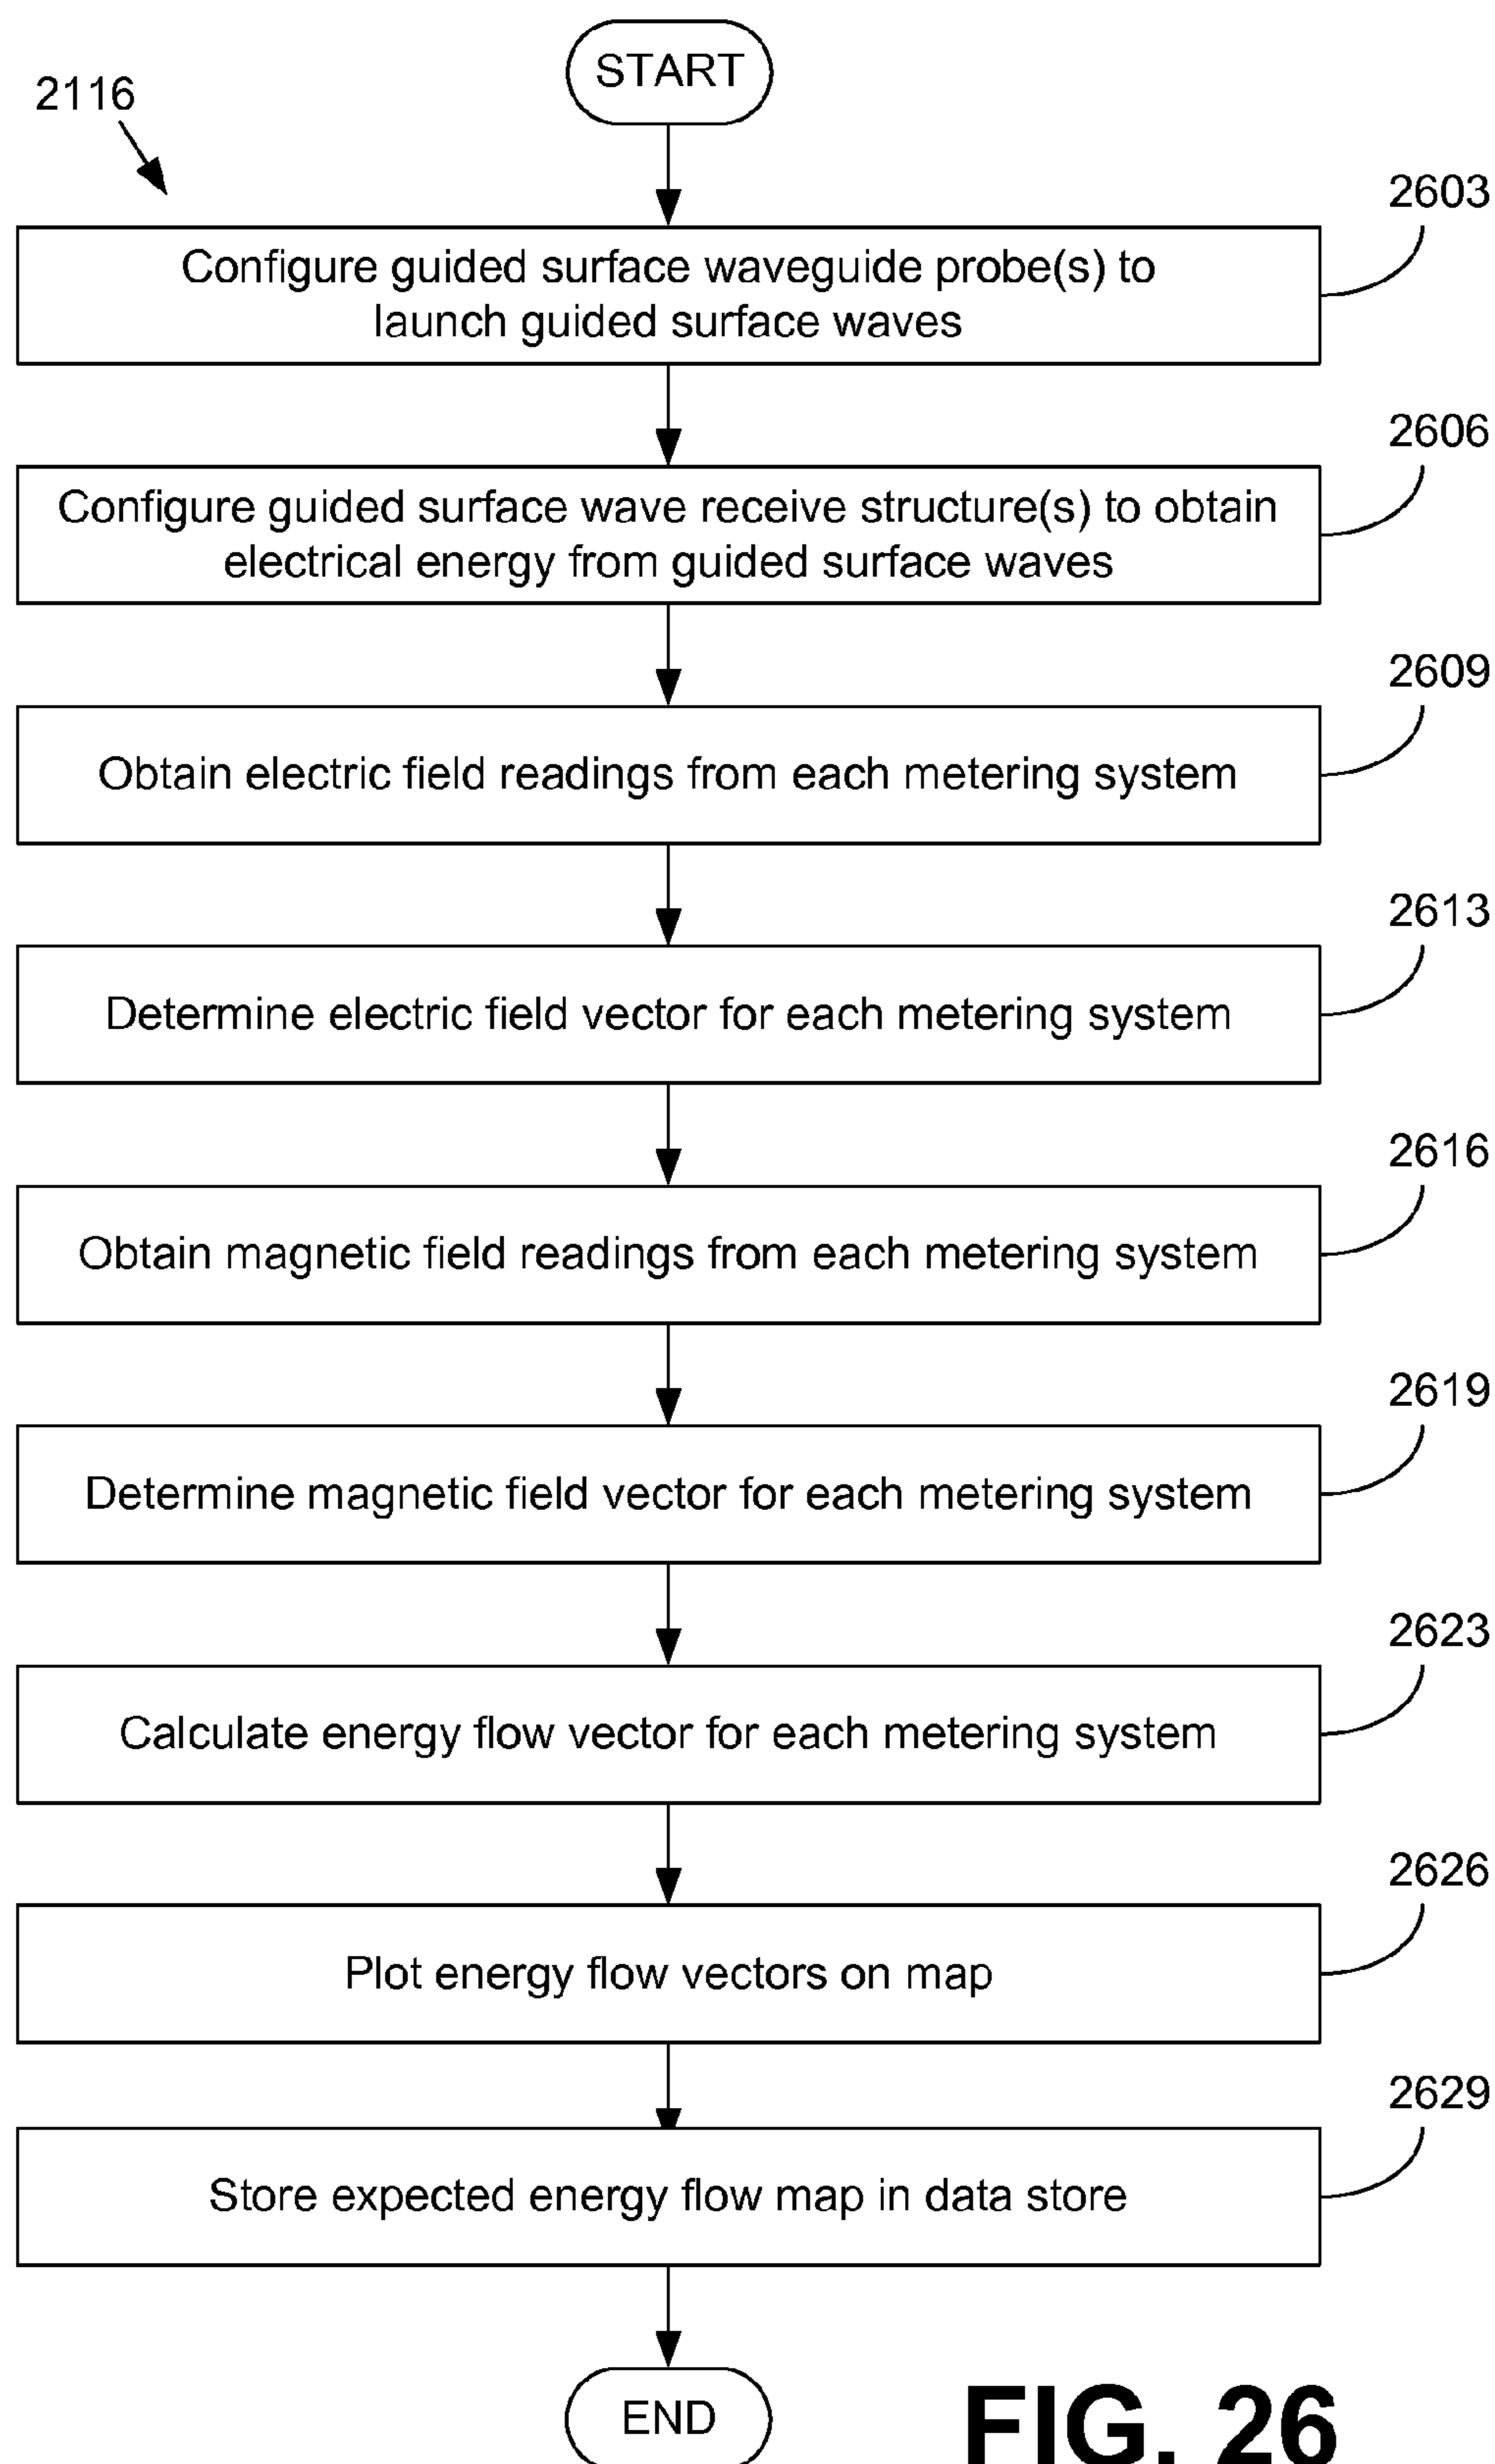 START
2116
2603
Configure guided surface waveguide probe(s) to
launch guided surface waves
2606
Configure guided surface wave receive structure(s) to obtain
electrical energy from guided surface waves
2609
Obtain electric field readings from each metering system
2613
Determine electric field vector for each metering system
2616
Obtain magnetic field readings from each metering system
2619
Determine magnetic field vector for each metering system
2623
Calculate energy flow vector for each metering system
2626
Plot energy flow vectors on map
2629
Store expected energy flow map in data store
END
FIG. 26